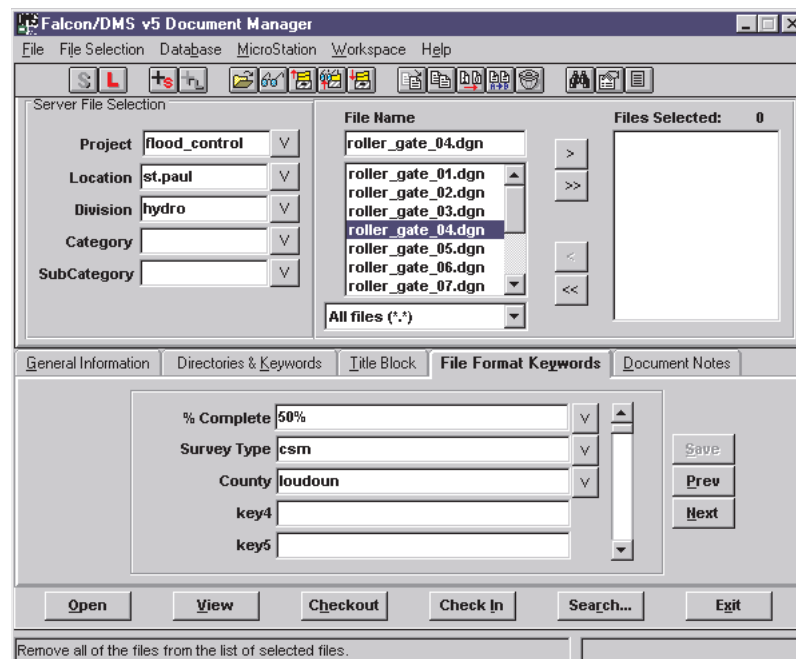 Falcon/DMS v5 Document Manager
File File Selection Database MicroStation Workspace Help
S L +s +L
Server File Selection
Project flood_control V
Location st.paul V
Division hydro V
Category V
SubCategory V
File Name
roller_gate_04.dgn
roller_gate_01.dgn
roller_gate_02.dgn
roller_gate_03.dgn
roller_gate_04.dgn
roller_gate_05.dgn
roller_gate_06.dgn
roller_gate_07.dgn
All files (*.*)
>
>>
<
<<
Files Selected: 0
General Information Directories & Keywords Title Block File Format Keywords Document Notes
% Complete 50% V
Survey Type csm V
County loudoun V
key4
key5
Save
Prev
Next
Open View Checkout Check In Search... Exit
Remove all of the files from the list of selected files.